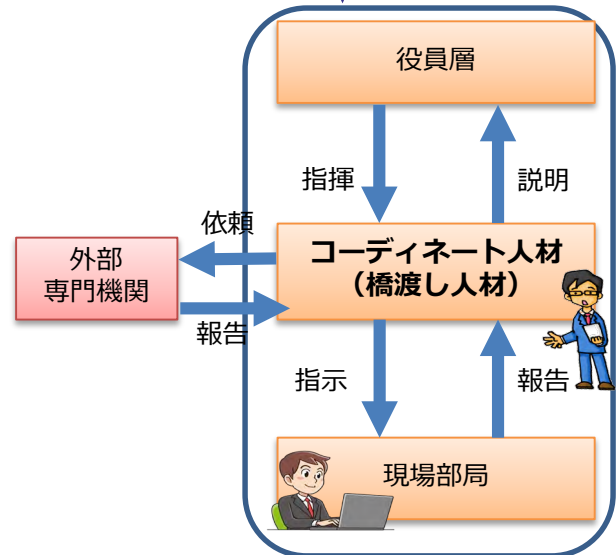 役員層
指揮
説明
依頼
コーディネート人材
（橋渡し人材）
外部
専門機関
報告
指示
報告
現場部局